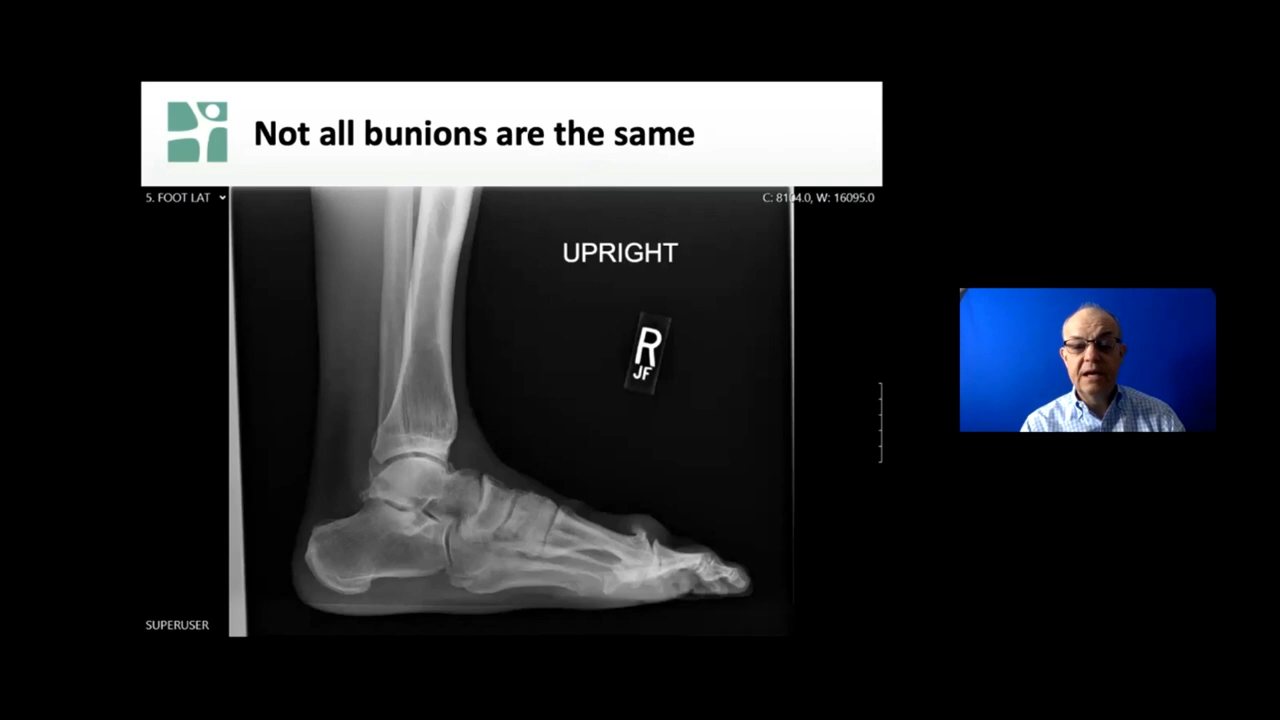 Not all bunions are the same
5. FOOT LAT
C: 8104.0, W: 16095.0
UPRIGHT
R
JF
SUPERUSER